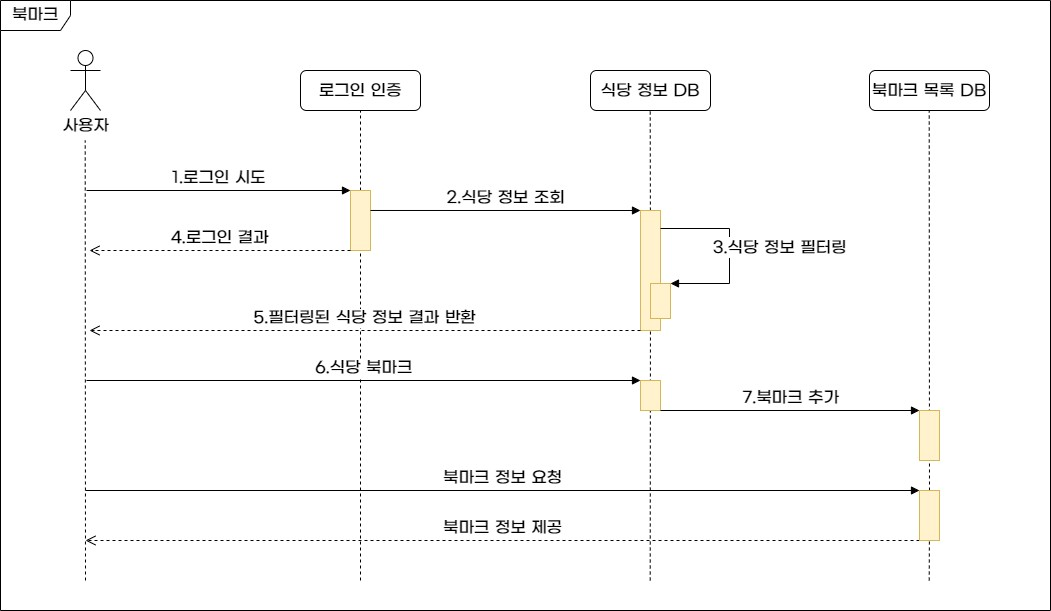 북마크
사용자
로그인 인증
식당 정보 DB
북마크 목록 DB
1.로그인 시도
2.식당 정보 조회
3.식당 정보 필터링
4.로그인 결과
5.필터링된 식당 정보 결과 반환
6.식당 북마크
7.북마크 추가
북마크 정보 요청
북마크 정보 제공